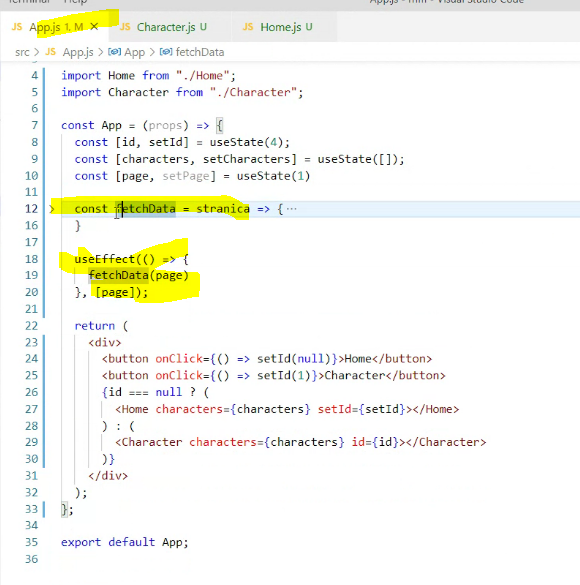 Terminal Help App.js - mm - Visual Studio Code
JS App.js 1, M × JS Character.js U JS Home.js U
src > JS App.js > App > fetchData
4 import Home from "./Home";
5 import Character from "./Character";
6
7 const App = (props) => {
8 const [id, setId] = useState(4);
9 const [characters, setCharacters] = useState([]);
10 const [page, setPage] = useState(1)
11
12 > const fetchData = stranica => { ···
16 }
17
18 useEffect(() => {
19 fetchData(page)
20 }, [page]);
21
22 return (
23 <div>
24 <button onClick={() => setId(null)}>Home</button>
25 <button onClick={() => setId(1)}>Character</button>
26 {id === null ? (
27 <Home characters={characters} setId={setId}></Home>
28 ) : (
29 <Character characters={characters} id={id}></Character>
30 )}
31 </div>
32 );
33 };
34
35 export default App;
36